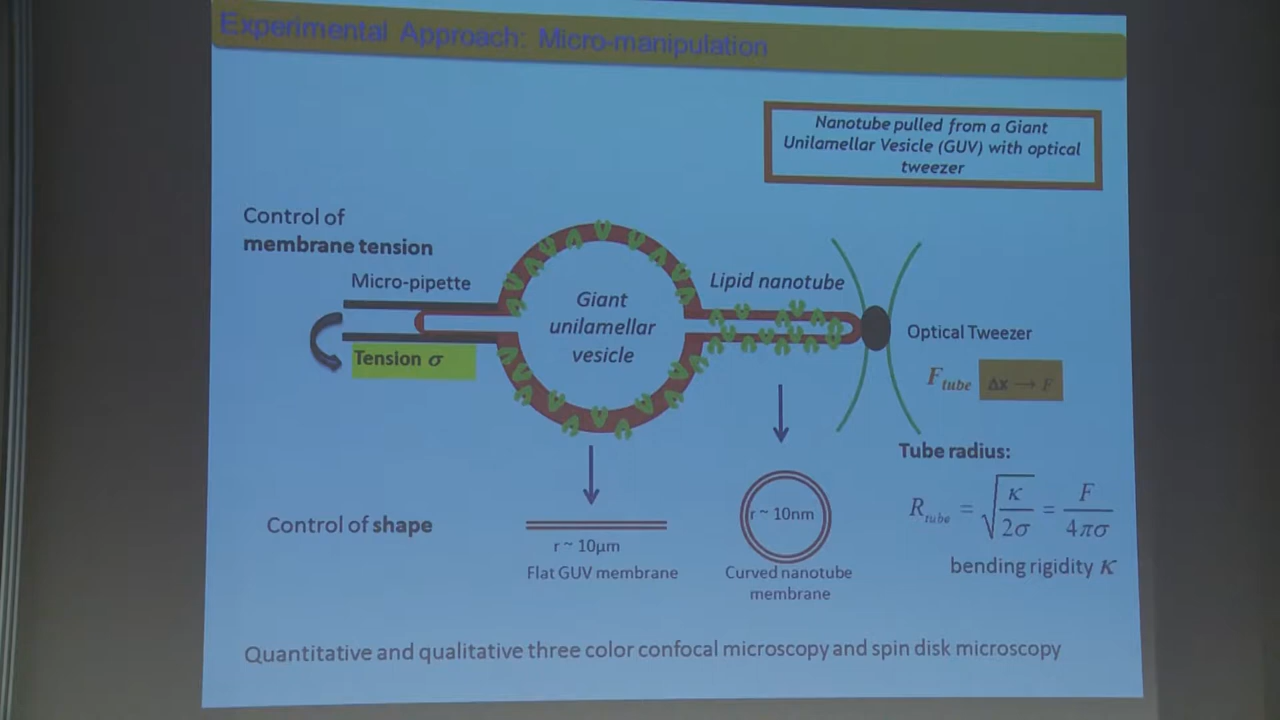 Experimental Approach: Micro-manipulation
Nanotube pulled from a Giant
Unilamellar Vesicle (GUV) with optical
tweezer
Control of
membrane tension
Micro-pipette
Tension σ
Giant
unilamellar
vesicle
Lipid nanotube
Optical Tweezer
F_tube Δx → F
Tube radius:
R_tube = √(κ/2σ) = F/4πσ
bending rigidity κ
Control of shape
r ~ 10µm
Flat GUV membrane
r ~ 10nm
Curved nanotube
membrane
Quantitative and qualitative three color confocal microscopy and spin disk microscopy